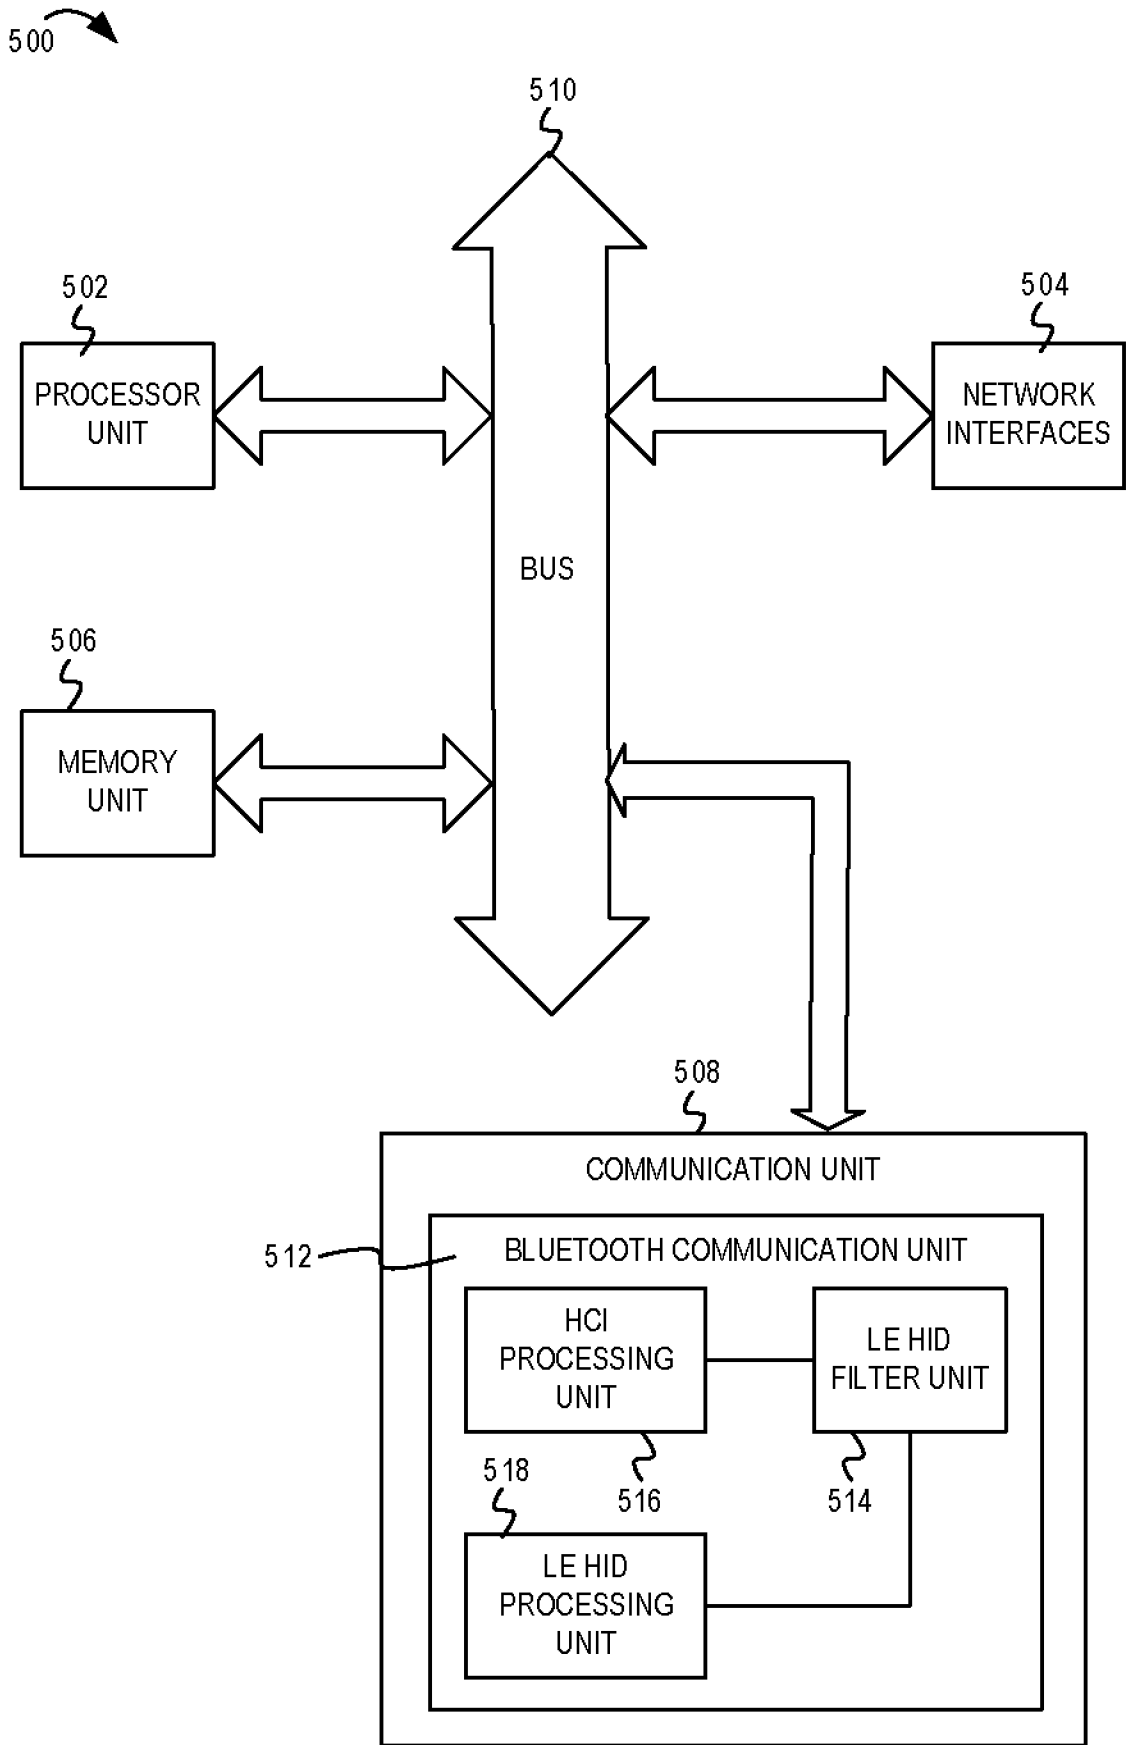 500
510
502
504
PROCESSOR
UNIT
NETWORK
INTERFACES
BUS
506
MEMORY
UNIT
508
COMMUNICATION UNIT
512
BLUETOOTH COMMUNICATION UNIT
HCI
PROCESSING
UNIT
LE HID
FILTER UNIT
516
514
518
LE HID
PROCESSING
UNIT